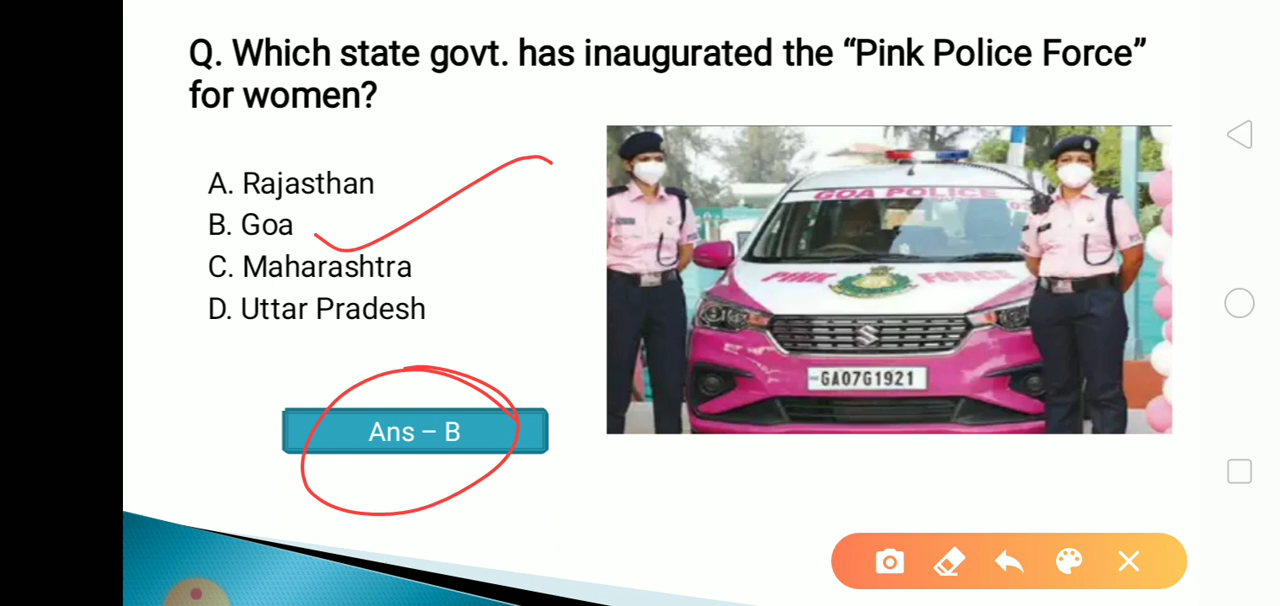 Q. Which state govt. has inaugurated the “Pink Police Force”
for women?
A. Rajasthan
B. Goa
C. Maharashtra
D. Uttar Pradesh
Ans – B
GOA POLICE
PINK FORCE
GA07G1921